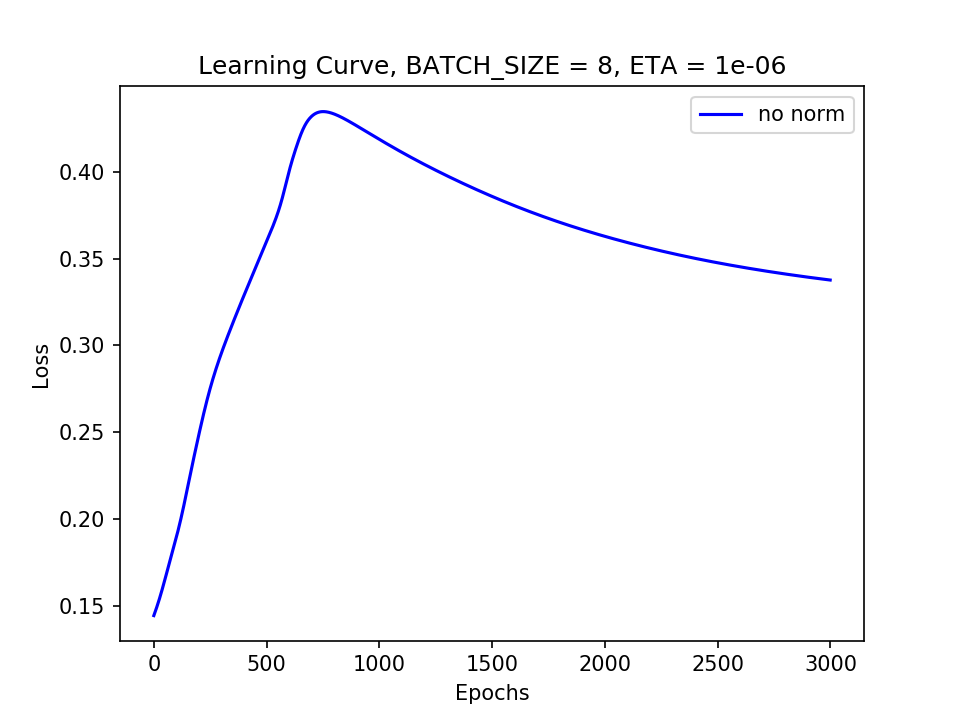 Learning Curve, BATCH_SIZE = 8, ETA = 1e-06
no norm
0.40
0.35
0.30
0.25
0.20
0.15
Loss
0 500 1000 1500 2000 2500 3000
Epochs